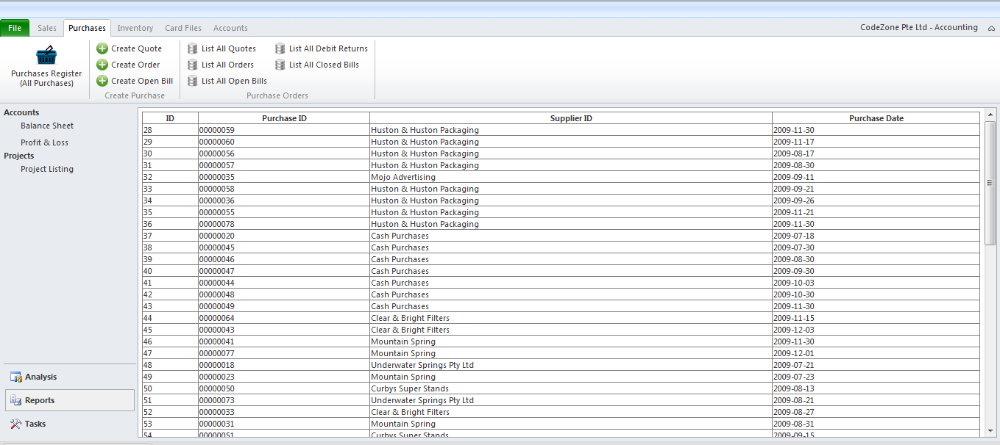 File Sales Purchases Inventory Card Files Accounts CodeZone Pte Ltd - Accounting
Purchases Register
(All Purchases)
Create Quote
Create Order
Create Open Bill
Create Purchase
List All Quotes List All Debit Returns
List All Orders List All Closed Bills
List All Open Bills
Purchase Orders
Accounts
Balance Sheet
Profit & Loss
Projects
Project Listing
Analysis
Reports
Tasks
ID Purchase ID Supplier ID Purchase Date
28 00000059 Huston & Huston Packaging 2009-11-30
29 00000060 Huston & Huston Packaging 2009-11-17
30 00000056 Huston & Huston Packaging 2009-08-17
31 00000057 Huston & Huston Packaging 2009-08-30
32 00000035 Mojo Advertising 2009-09-11
33 00000058 Huston & Huston Packaging 2009-09-21
34 00000036 Huston & Huston Packaging 2009-09-26
35 00000055 Huston & Huston Packaging 2009-11-21
36 00000078 Huston & Huston Packaging 2009-11-30
37 00000020 Cash Purchases 2009-07-18
38 00000045 Cash Purchases 2009-07-30
39 00000046 Cash Purchases 2009-08-30
40 00000047 Cash Purchases 2009-09-30
41 00000044 Cash Purchases 2009-10-03
42 00000048 Cash Purchases 2009-10-30
43 00000049 Cash Purchases 2009-11-30
44 00000064 Clear & Bright Filters 2009-11-15
45 00000043 Clear & Bright Filters 2009-12-03
46 00000041 Mountain Spring 2009-11-30
47 00000077 Mountain Spring 2009-12-01
48 00000018 Underwater Springs Pty Ltd 2009-07-21
49 00000023 Mountain Spring 2009-07-23
50 00000050 Curbys Super Stands 2009-08-13
51 00000073 Underwater Springs Pty Ltd 2009-08-21
52 00000033 Clear & Bright Filters 2009-08-27
53 00000031 Mountain Spring 2009-08-31
54 00000051 Curbys Super Stands 2009-09-15